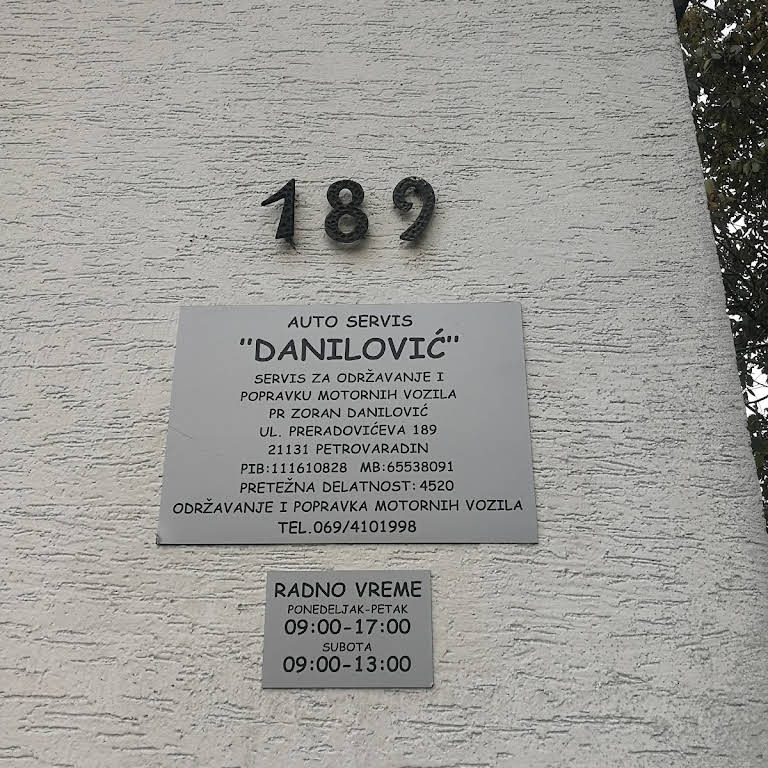 189
AUTO SERVIS
"DANILOVIĆ"
SERVIS ZA ODRŽAVANJE I
POPRAVKU MOTORNIH VOZILA
PR ZORAN DANILOVIĆ
UL. PRERADOVIĆEVA 189
21131 PETROVARADIN
PIB:111610828 MB:65538091
PRETEŽNA DELATNOST: 4520
ODRŽAVANJE I POPRAVKA MOTORNIH VOZILA
TEL.069/4101998
RADNO VREME
PONEDELJAK-PETAK
09:00-17:00
SUBOTA
09:00-13:00